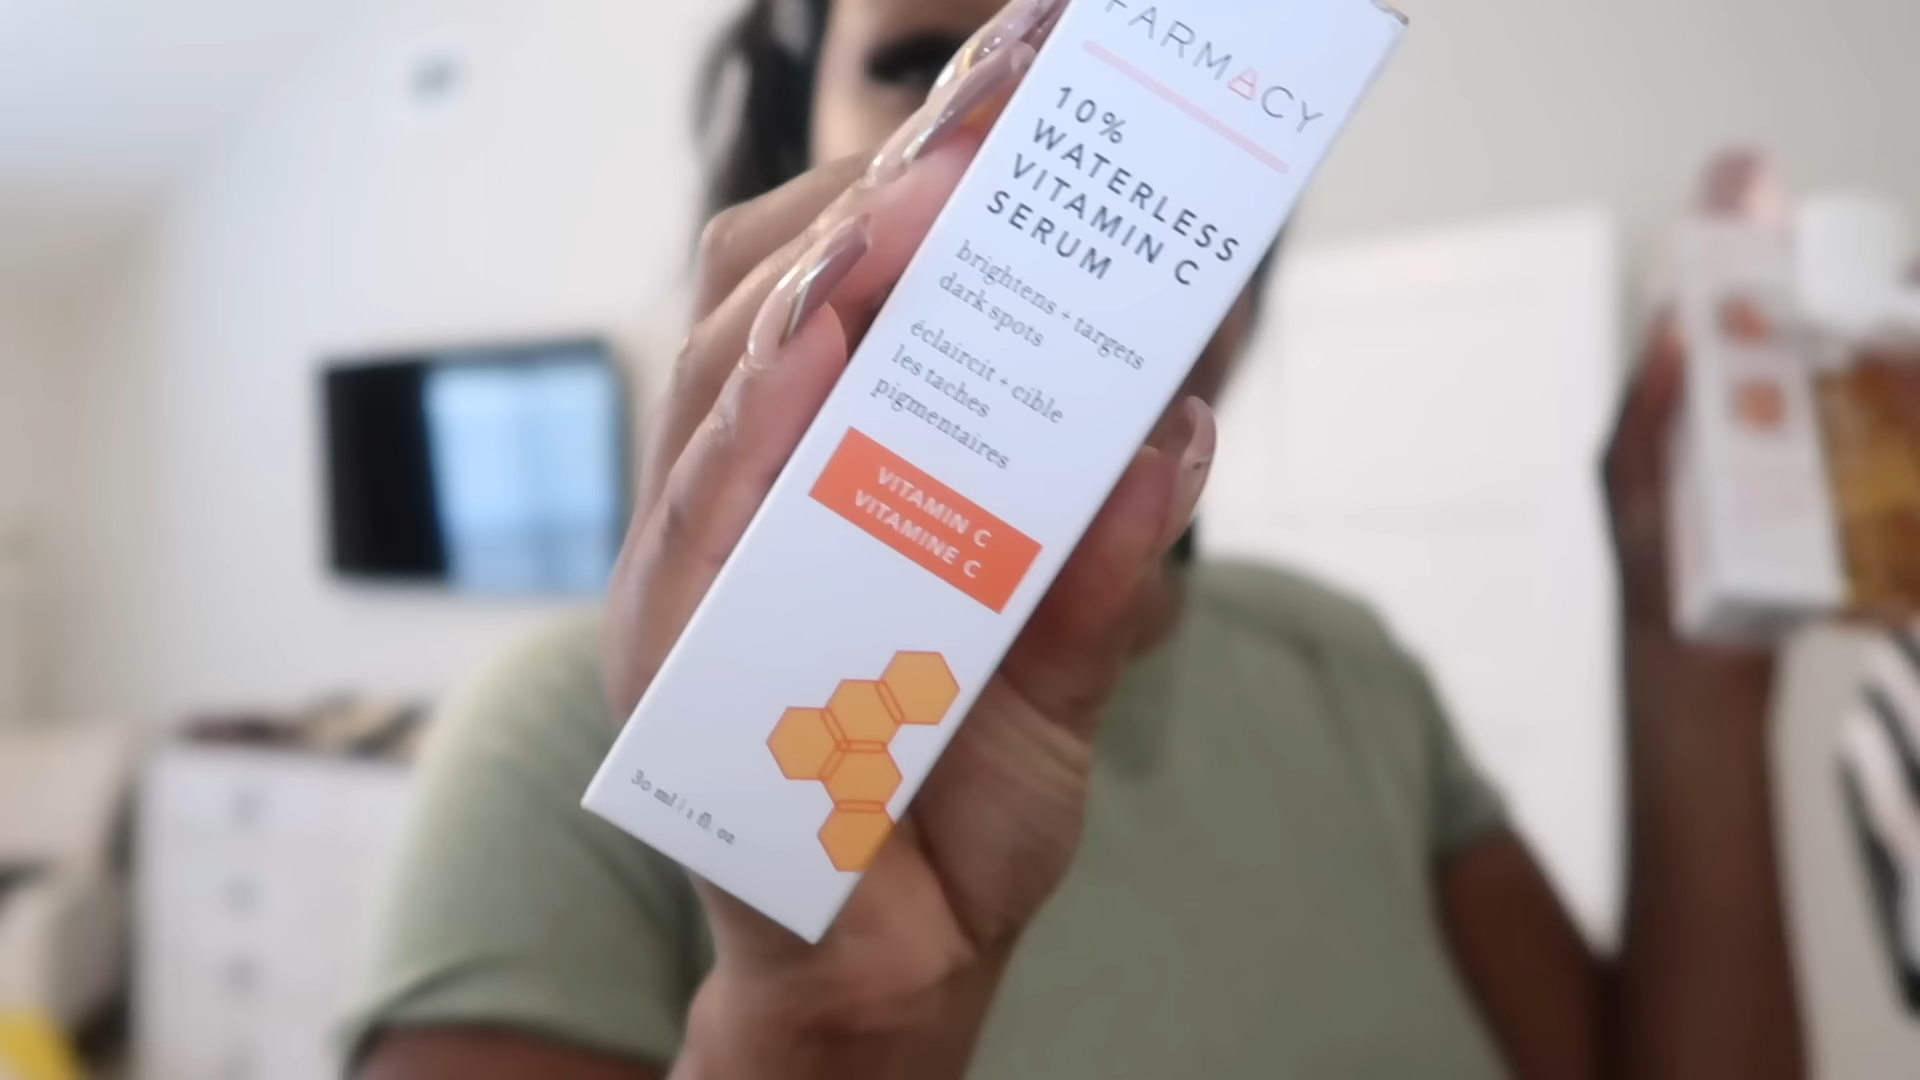 FARMACY
10%
WATERLESS
VITAMIN C
SERUM
brightens + targets
dark spots
éclaircit + cible
les taches
pigmentaires
VITAMIN C
VITAMINE C
30 ml | 1 fl. oz